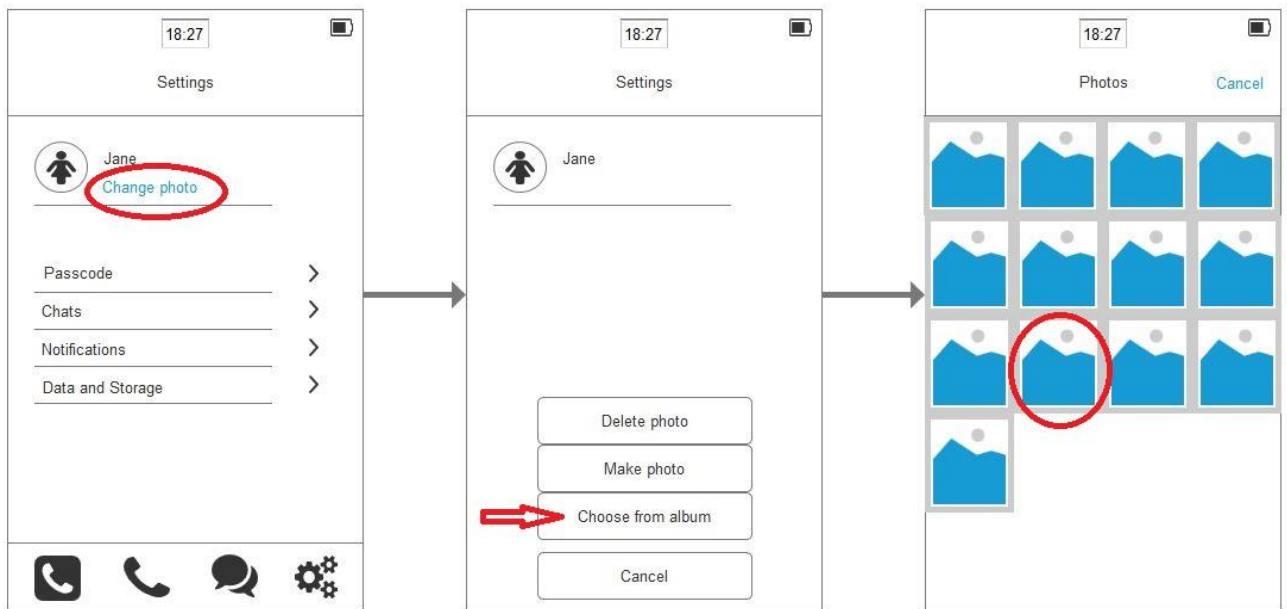 18:27
Settings
Jane
Change photo
Passcode
Chats
Notifications
Data and Storage
18:27
Settings
Jane
Delete photo
Make photo
Choose from album
Cancel
18:27
Photos
Cancel